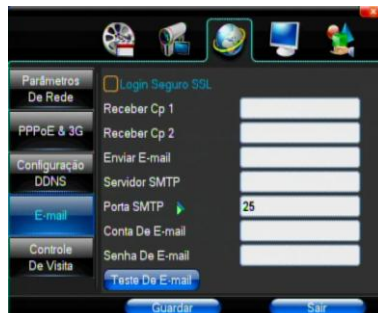 Parâmetros
De Rede
PPPoE & 3G
Configuração
DDNS
E-mail
Controle
De Visita
Login Seguro SSL
Receber Cp 1
Receber Cp 2
Enviar E-mail
Servidor SMTP
Porta SMTP 25
Conta De E-mail
Senha De E-mail
Teste De E-mail
Guardar Sair